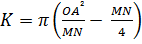 K = π(OA²/MN − MN/4)